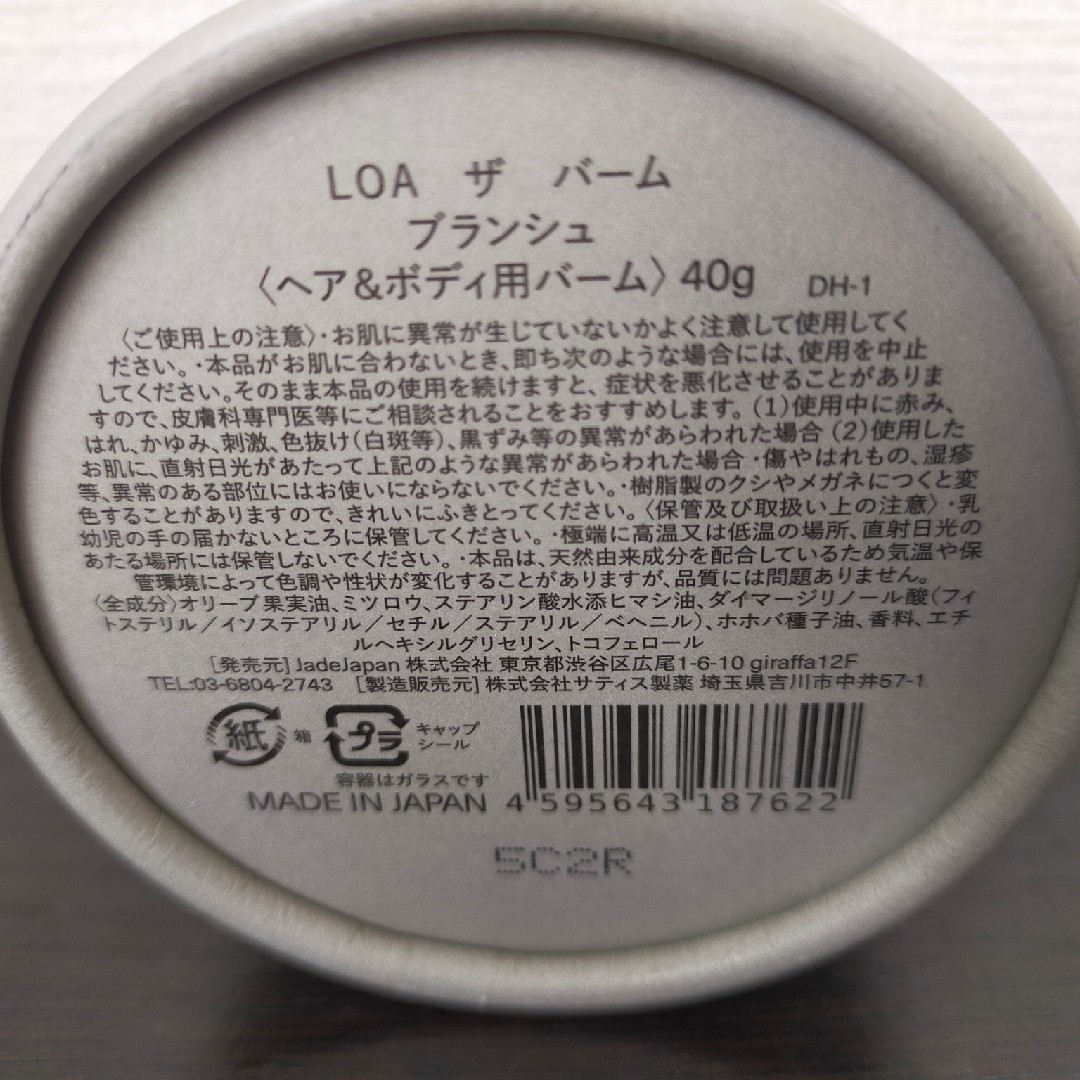 LOA ザ バーム
ブランシュ
〈ヘア&ボディ用バーム〉40g DH-1
〈ご使用上の注意〉・お肌に異常が生じていないかよく注意して使用してく
ださい。・本品がお肌に合わないとき、即ち次のような場合には、使用を中止
してください。そのまま本品の使用を続けますと、症状を悪化させることがありま
すので、皮膚科専門医等にご相談されることをおすすめします。(1)使用中に赤み、
はれ、かゆみ、刺激、色抜け(白斑等)、黒ずみ等の異常があらわれた場合(2)使用した
お肌に、直射日光があたって上記のような異常があらわれた場合・傷やはれもの、湿疹
等、異常のある部位にはお使いにならないでください。・樹脂製のクシやメガネにつくと変
色することがありますので、きれいにふきとってください。〈保管及び取扱い上の注意〉・乳
幼児の手の届かないところに保管してください。・極端に高温又は低温の場所、直射日光の
あたる場所には保管しないでください。・本品は、天然由来成分を配合しているため気温や保
管環境によって色調や性状が変化することがありますが、品質には問題ありません。
〈全成分〉オリーブ果実油、ミツロウ、ステアリン酸水添ヒマシ油、ダイマージリノール酸(フィ
トステリル/イソステアリル/セチル/ステアリル/ベヘニル)、ホホバ種子油、香料、エチ
ルヘキシルグリセリン、トコフェロール
[発売元] JadeJapan 株式会社 東京都渋谷区広尾1-6-10 giraffa12F
TEL:03-6804-2743 [製造販売元] 株式会社サティス製薬 埼玉県吉川市中井57-1
紙 箱 プラ キャップ
シール
容器はガラスです
MADE IN JAPAN 4 595643 187622
5C2R